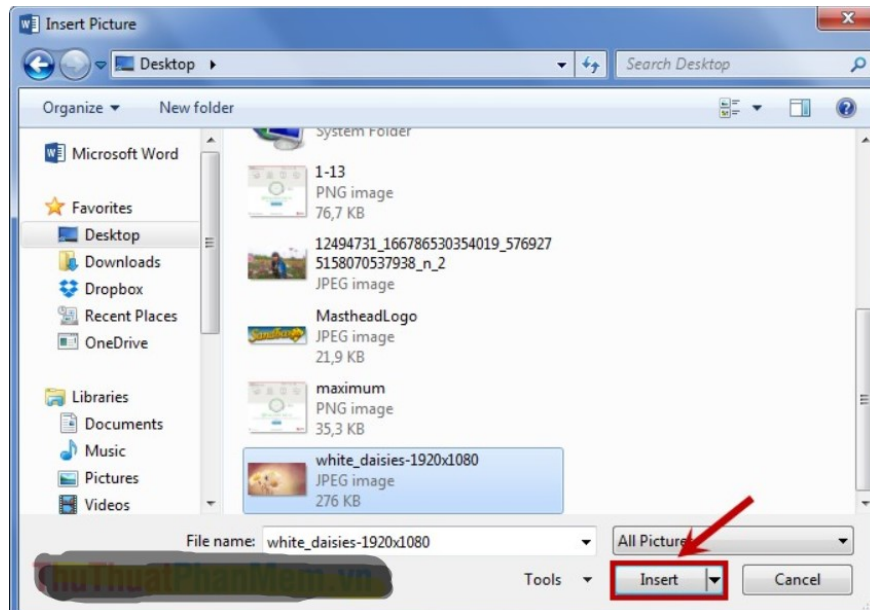 Insert Picture
Desktop
Search Desktop
Organize
New folder
Microsoft Word
Favorites
Desktop
Downloads
Dropbox
Recent Places
OneDrive
Libraries
Documents
Music
Pictures
Videos
System Folder
1-13
PNG image
76,7 KB
12494731_166786530354019_576927
5158070537938_n_2
JPEG image
MastheadLogo
JPEG image
21,9 KB
maximum
PNG image
35,3 KB
white_daisies-1920x1080
JPEG image
276 KB
File name: white_daisies-1920x1080
All Pictures
ThuThuatPhanMem.vn
Tools
Insert
Cancel